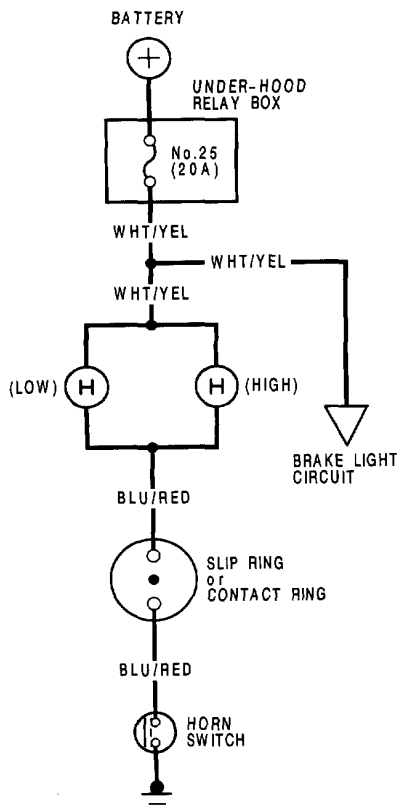 BATTERY
+
UNDER-HOOD
RELAY BOX
No.25
(20A)
WHT/YEL
WHT/YEL
WHT/YEL
(LOW)
H
H
(HIGH)
BRAKE LIGHT
CIRCUIT
BLU/RED
SLIP RING
or
CONTACT RING
BLU/RED
HORN
SWITCH